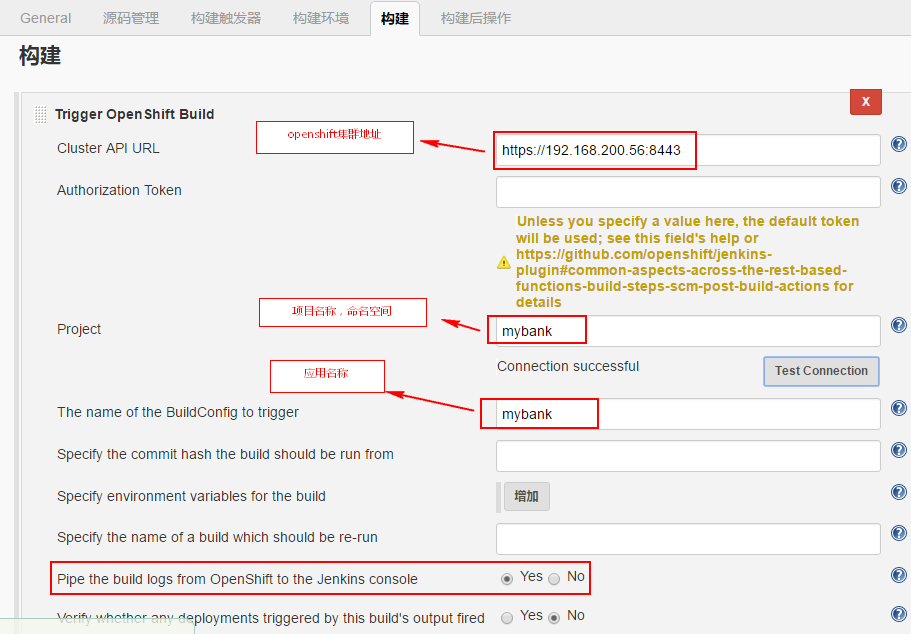 General 源码管理 构建触发器 构建环境 构建 构建后操作
构建
Trigger OpenShift Build
X
openshift集群地址
Cluster API URL
https://192.168.200.56:8443
Authorization Token
Unless you specify a value here, the default token
will be used; see this field's help or
https://github.com/openshift/jenkins-
plugin#common-aspects-across-the-rest-based-
functions-build-steps-scm-post-build-actions for
details
项目名称，命名空间
Project
mybank
Connection successful
Test Connection
应用名称
The name of the BuildConfig to trigger
mybank
Specify the commit hash the build should be run from
Specify environment variables for the build
增加
Specify the name of a build which should be re-run
Pipe the build logs from OpenShift to the Jenkins console
Yes No
Verify whether any deployments triggered by this build's output fired
Yes No